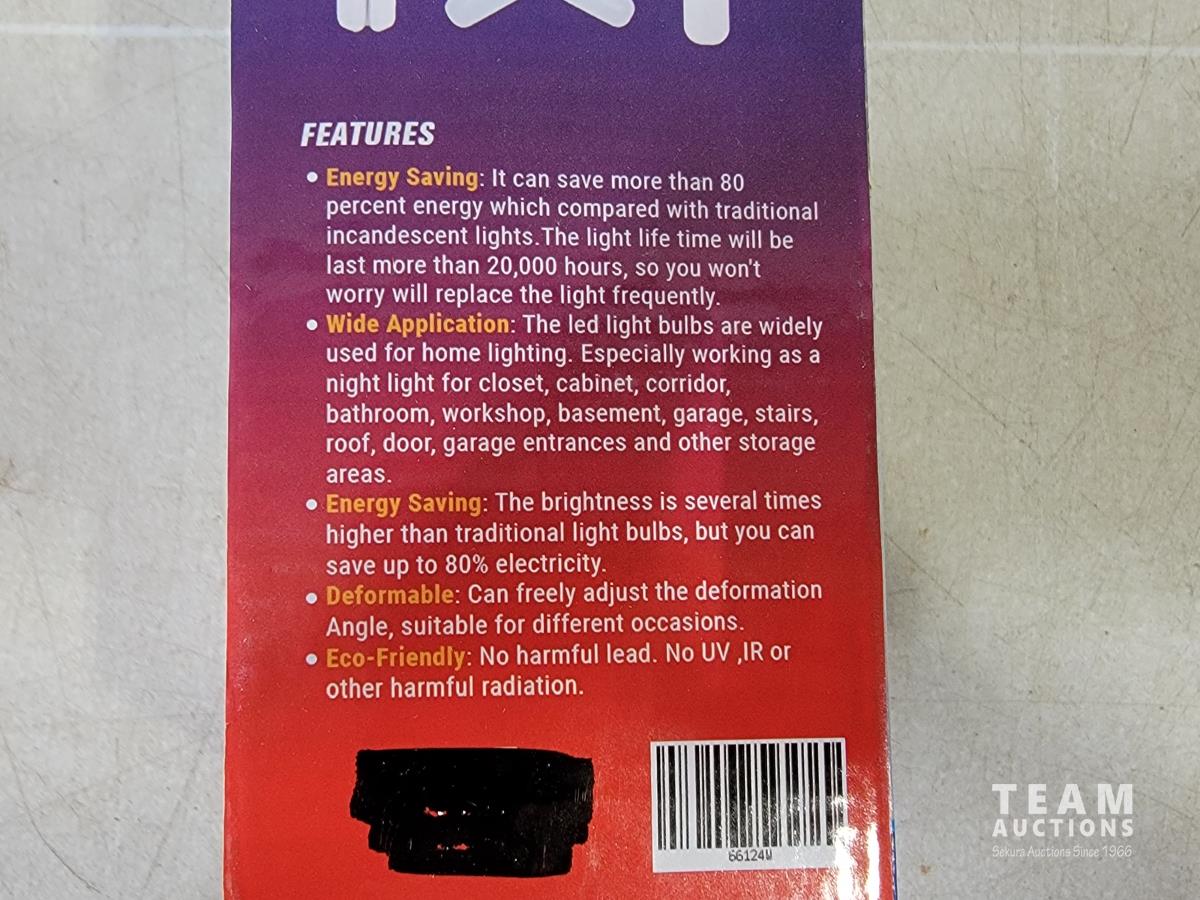 FEATURES
• Energy Saving: It can save more than 80
percent energy which compared with traditional
incandescent lights.The light life time will be
last more than 20,000 hours, so you won't
worry will replace the light frequently.
• Wide Application: The led light bulbs are widely
used for home lighting. Especially working as a
night light for closet, cabinet, corridor,
bathroom, workshop, basement, garage, stairs,
roof, door, garage entrances and other storage
areas.
• Energy Saving: The brightness is several times
higher than traditional light bulbs, but you can
save up to 80% electricity.
• Deformable: Can freely adjust the deformation
Angle, suitable for different occasions.
• Eco-Friendly: No harmful lead. No UV ,IR or
other harmful radiation.
66124W
TEAM
AUCTIONS
Sekura Auctions Since 1966